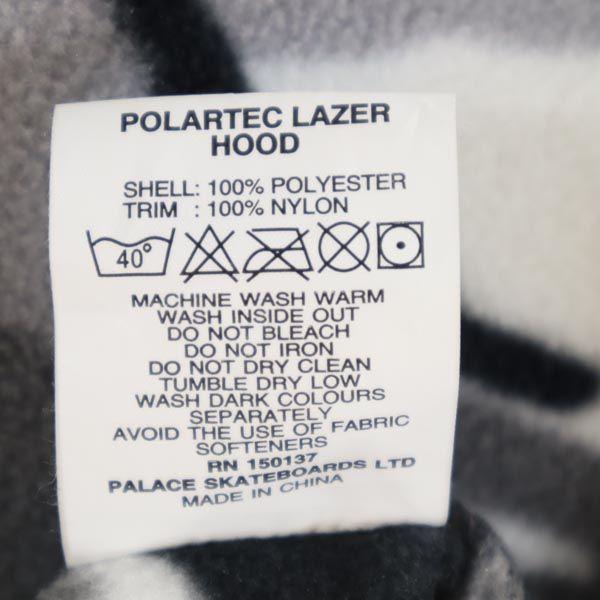 POLARTEC LAZER
HOOD
SHELL: 100% POLYESTER
TRIM : 100% NYLON
40°
MACHINE WASH WARM
WASH INSIDE OUT
DO NOT BLEACH
DO NOT IRON
DO NOT DRY CLEAN
TUMBLE DRY LOW
WASH DARK COLOURS
SEPARATELY
AVOID THE USE OF FABRIC
SOFTENERS
RN 150137
PALACE SKATEBOARDS LTD
MADE IN CHINA